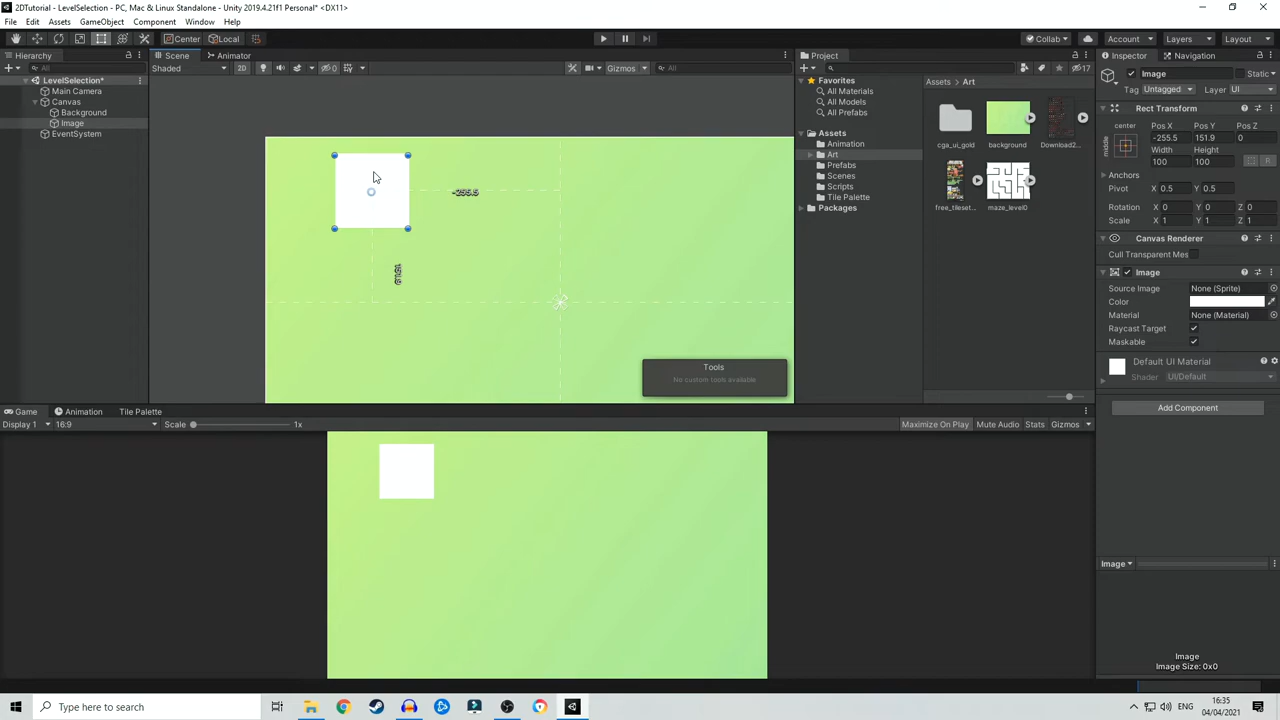 2DTutorial - LevelSelection - PC, Mac & Linux Standalone - Unity 2019.4.21f1 Personal* <DX11>
File Edit Assets GameObject Component Window Help
Center Local Collab Account Layers Layout
Hierarchy
All
LevelSelection*
Main Camera
Canvas
Background
Image
EventSystem
Scene Animator
Shaded 2D 0 Gizmos All
-255.5
151.9
Tools
No custom tools available
Project
17
Favorites
All Materials
All Models
All Prefabs
Assets
Animation
Art
Prefabs
Scenes
Scripts
Tile Palette
Packages
Assets > Art
cga_ui_gold background Download2...
free_tileset... maze_level0
Inspector Navigation
Image Static
Tag Untagged Layer UI
Rect Transform
center Pos X Pos Y Pos Z
middle -255.5 151.9 0
Width Height
100 100 R
Anchors
Pivot X 0.5 Y 0.5
Rotation X 0 Y 0 Z 0
Scale X 1 Y 1 Z 1
Canvas Renderer
Cull Transparent Mes
Image
Source Image None (Sprite)
Color
Material None (Material)
Raycast Target
Maskable
Default UI Material
Shader UI/Default
Add Component
Image
Image
Image Size: 0x0
Game Animation Tile Palette
Display 1 16:9 Scale 1x Maximize On Play Mute Audio Stats Gizmos
Type here to search
16:35
04/04/2021